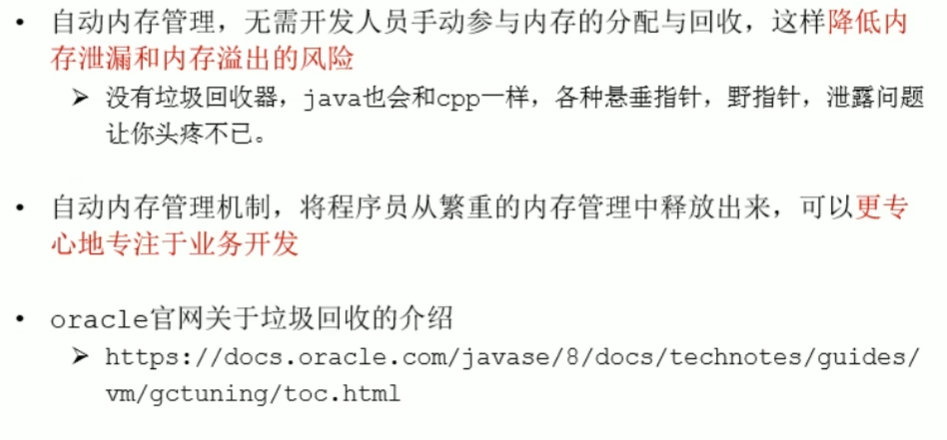 • 自动内存管理，无需开发人员手动参与内存的分配与回收，这样降低内
存泄漏和内存溢出的风险
➢ 没有垃圾回收器，java也会和cpp一样，各种悬垂指针，野指针，泄露问题
让你头疼不已。
• 自动内存管理机制，将程序员从繁重的内存管理中释放出来，可以更专
心地专注于业务开发
• oracle官网关于垃圾回收的介绍
➢ https://docs.oracle.com/javase/8/docs/technotes/guides/
vm/gctuning/toc.html